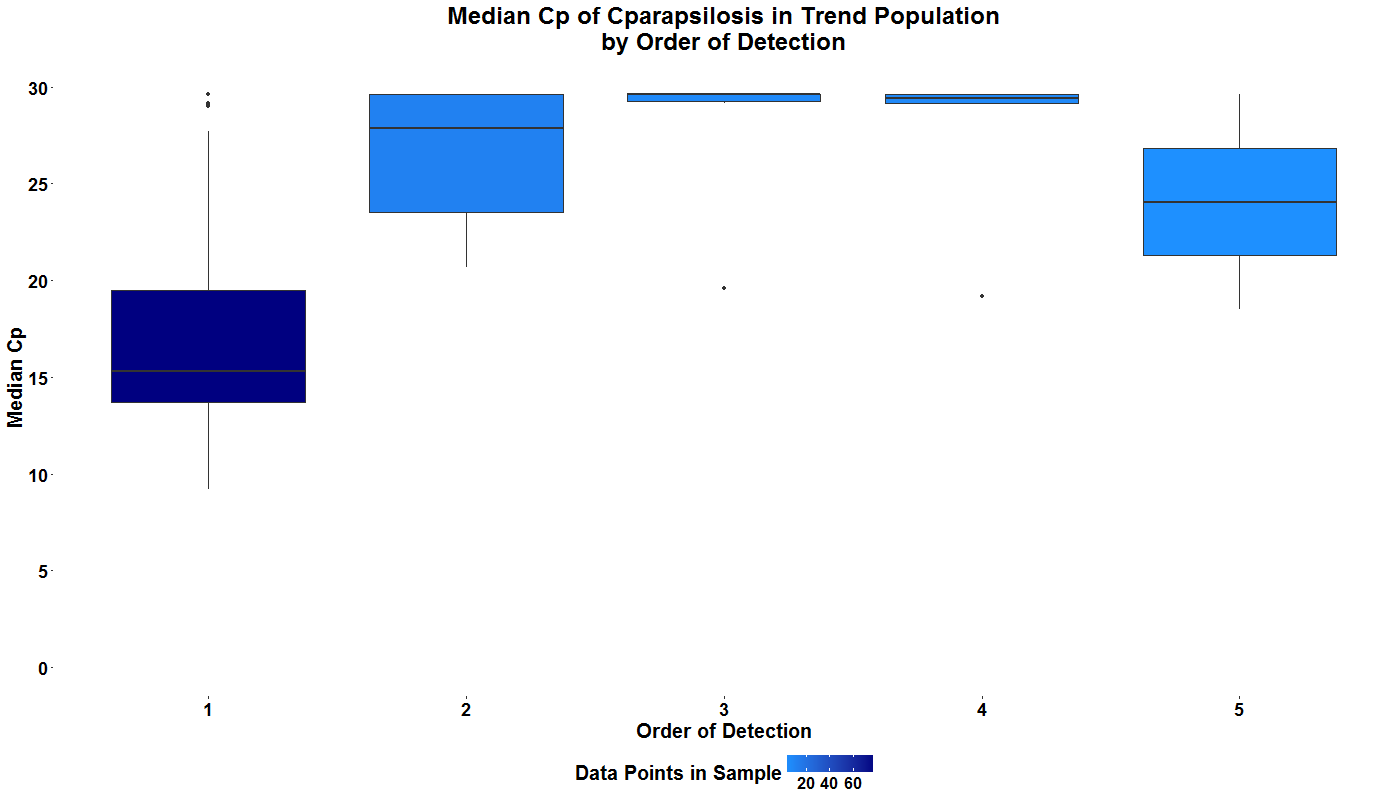 Median Cp of Cparapsilosis in Trend Population
by Order of Detection
Median Cp
30
25
20
15
10
5
0
1 2 3 4 5
Order of Detection
Data Points in Sample
20 40 60